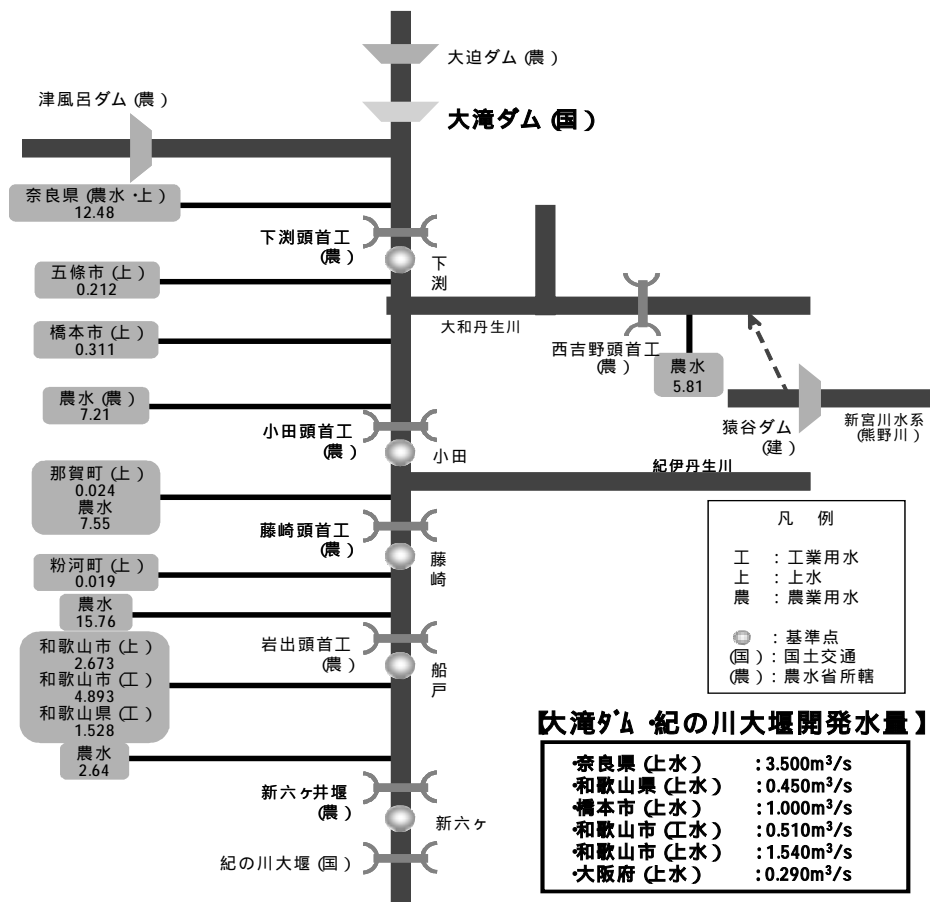 大迫ダム(農)
津風呂ダム(農)
大滝ダム(国)
奈良県(農水・上)
12.48
下渕頭首工
(農)
下渕
五條市(上)
0.212
大和丹生川
橋本市(上)
0.311
西吉野頭首工
(農)
農水
5.81
農水(農)
7.21
猿谷ダム
(建)
新宮川水系
(熊野川)
小田頭首工
(農)
小田
紀伊丹生川
那賀町(上)
0.024
農水
7.55
藤崎頭首工
(農)
藤崎
粉河町(上)
0.019
農水
15.76
岩出頭首工
(農)
船戸
和歌山市(上)
2.673
和歌山市(工)
4.893
和歌山県(工)
1.528
農水
2.64
新六ヶ井堰
(農)
新六ヶ
紀の川大堰(国)
凡 例
工 :工業用水
上 :上水
農 :農業用水
:基準点
(国):国土交通
(農):農水省所轄
【大滝ダム・紀の川大堰開発水量】
・奈良県(上水) :3.500m³/s
・和歌山県(上水) :0.450m³/s
・橋本市(上水) :1.000m³/s
・和歌山市(工水) :0.510m³/s
・和歌山市(上水) :1.540m³/s
・大阪府(上水) :0.290m³/s